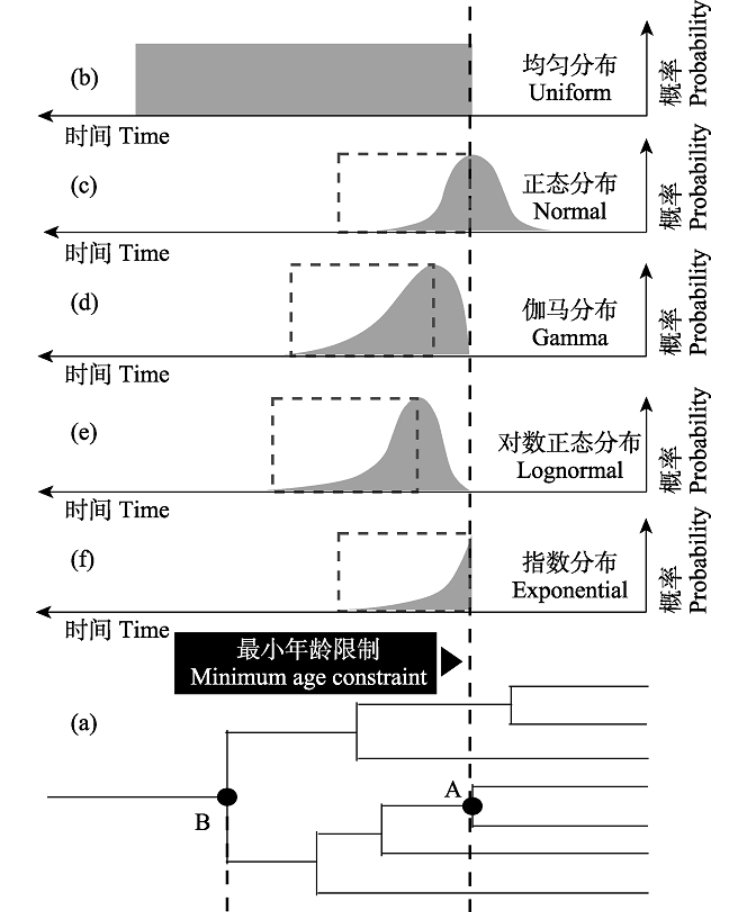 (b)
均匀分布
Uniform
概率
Probability
时间 Time
(c)
正态分布
Normal
概率
Probability
时间 Time
(d)
伽马分布
Gamma
概率
Probability
时间 Time
(e)
对数正态分布
Lognormal
概率
Probability
时间 Time
(f)
指数分布
Exponential
概率
Probability
时间 Time
最小年龄限制
Minimum age constraint
(a)
A
B